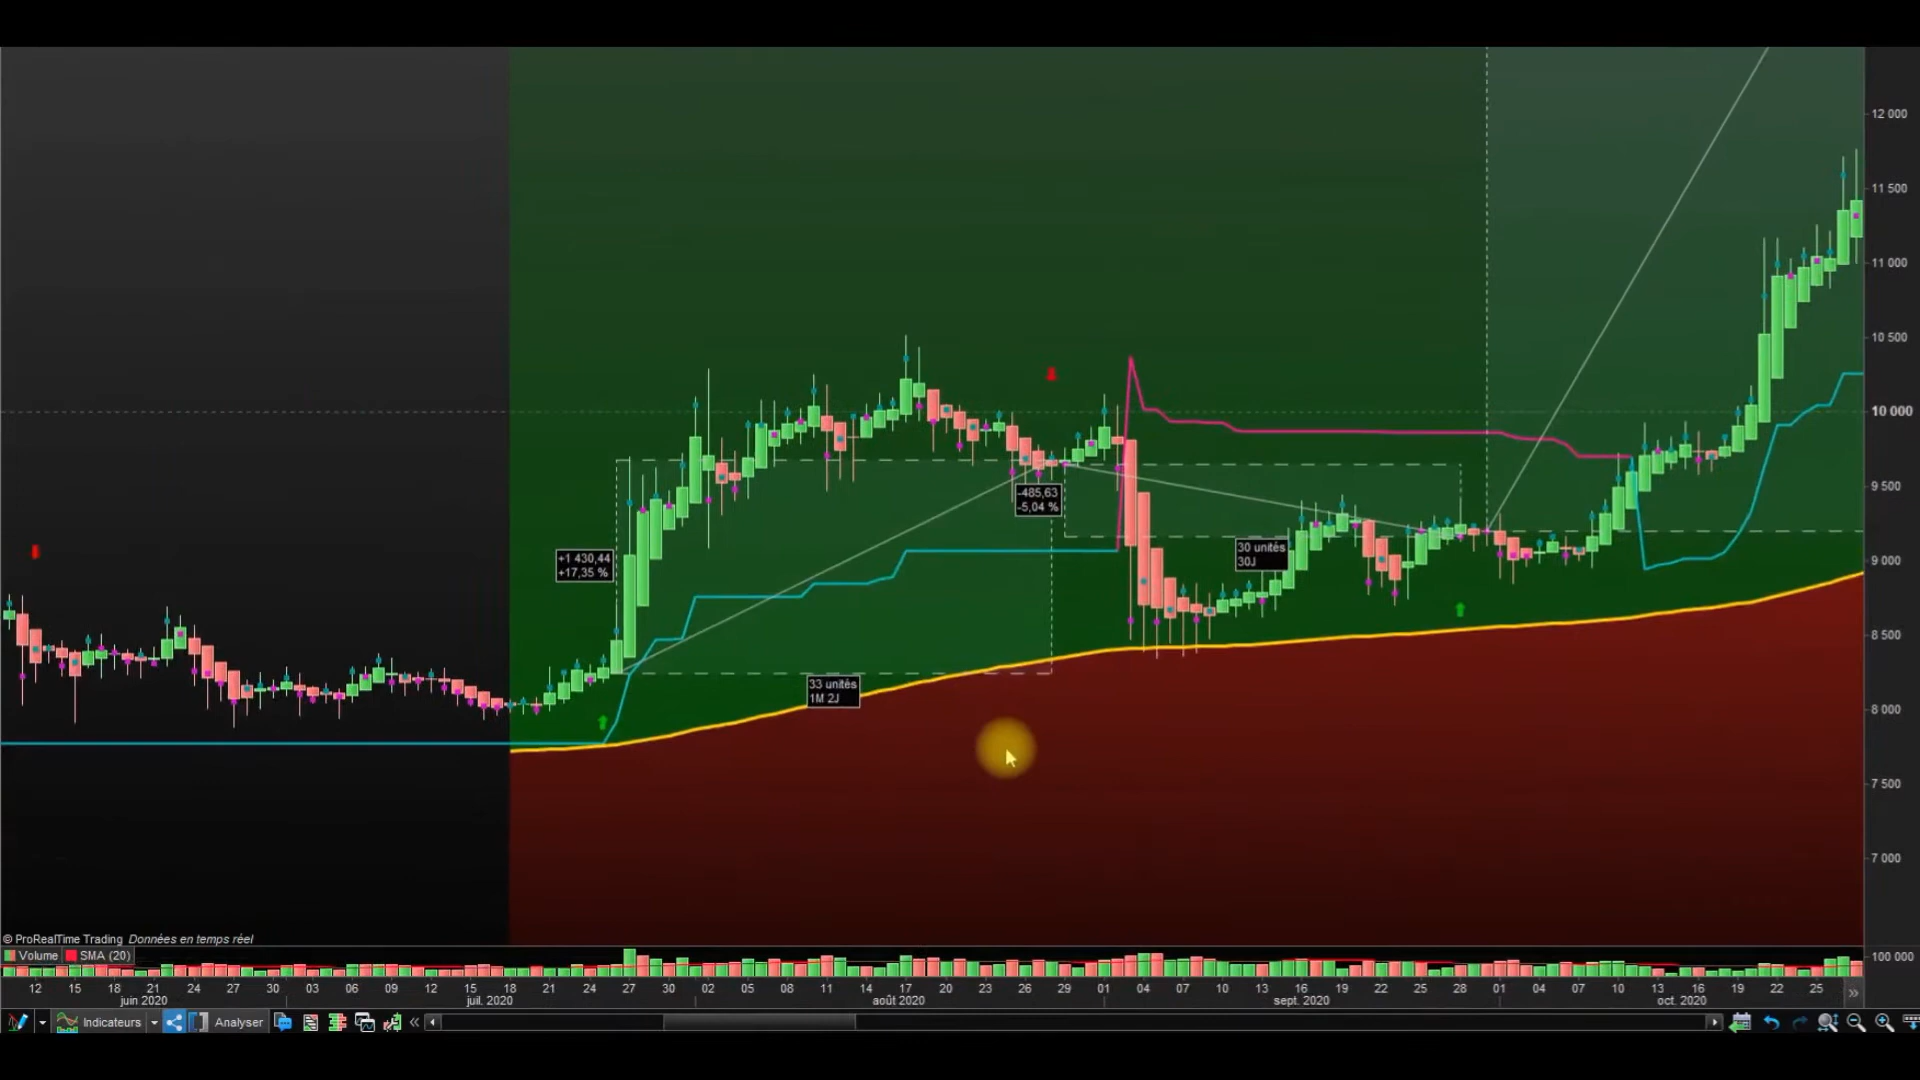 12 000
11 500
11 000
10 500
10 000
9 500
9 000
8 500
8 000
7 500
7 000
-485,63
-5,04 %
+1 430,44
+17,35 %
30 unités
30J
33 unités
1M 2J
© ProRealTime Trading Données en temps réel
Volume SMA (20)
100 000
12 15 18 21 24 27 30 03 06 09 12 15 18 21 24 27 30 02 05 08 11 14 17 20 23 26 29 01 04 07 10 13 16 19 22 25 28 01 04 07 10 13 16 19 22 25
juin 2020 juil. 2020 août 2020 sept. 2020 oct. 2020
Indicateurs Analyser